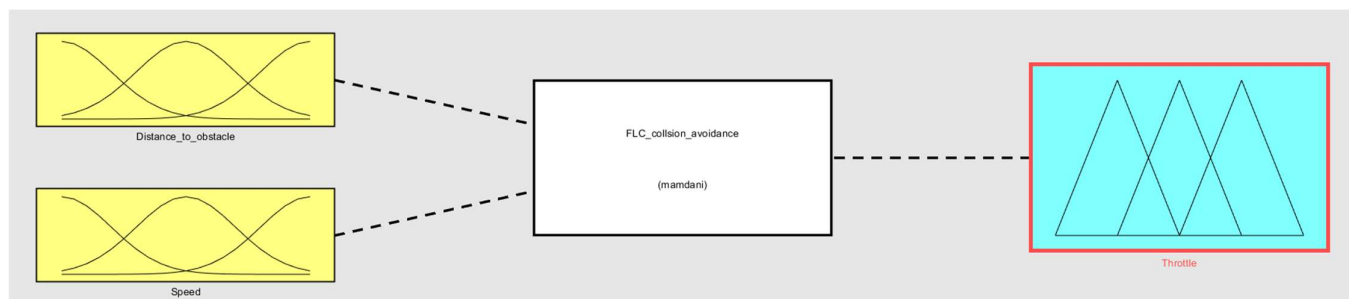 Distance_to_obstacle
FLC_collsion_avoidance
(mamdani)
Throttle
Speed